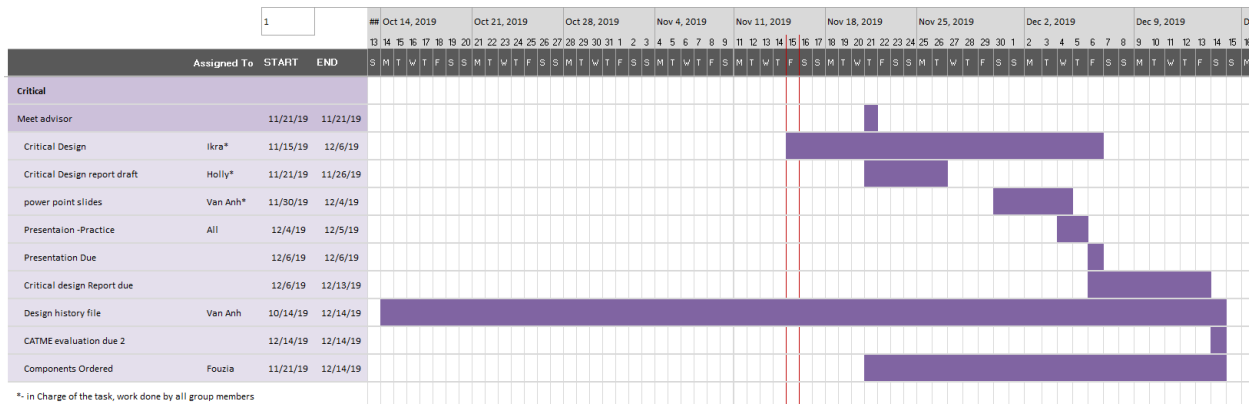 1
## Oct 14, 2019 Oct 21, 2019 Oct 28, 2019 Nov 4, 2019 Nov 11, 2019 Nov 18, 2019 Nov 25, 2019 Dec 2, 2019 Dec 9, 2019 D
13 14 15 16 17 18 19 20 21 22 23 24 25 26 27 28 29 30 31 1 2 3 4 5 6 7 8 9 11 12 13 14 15 16 17 18 19 20 21 22 23 24 25 26 27 28 29 30 1 2 3 4 5 6 7 8 9 10 11 12 13 14 15 16
Assigned To START END S M T W T F S S M T W T F S S M T W T F S S M T W T F S M T W T F S S M T W T F S S M T W T F S S M T W T F S S M T W T F S S M
Critical
Meet advisor 11/21/19 11/21/19
Critical Design Ikra* 11/15/19 12/6/19
Critical Design report draft Holly* 11/21/19 11/26/19
power point slides Van Anh* 11/30/19 12/4/19
Presentaion -Practice All 12/4/19 12/5/19
Presentation Due 12/6/19 12/6/19
Critical design Report due 12/6/19 12/13/19
Design history file Van Anh 10/14/19 12/14/19
CATME evaluation due 2 12/14/19 12/14/19
Components Ordered Fouzia 11/21/19 12/14/19
*- in Charge of the task, work done by all group members